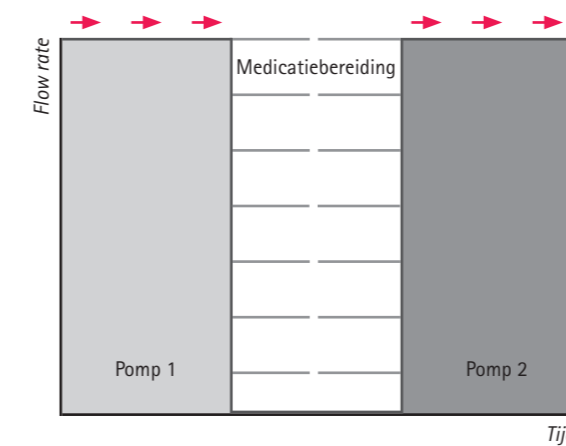 Flow rate
Medicatiebereiding
Pomp 1
Pomp 2
Tij